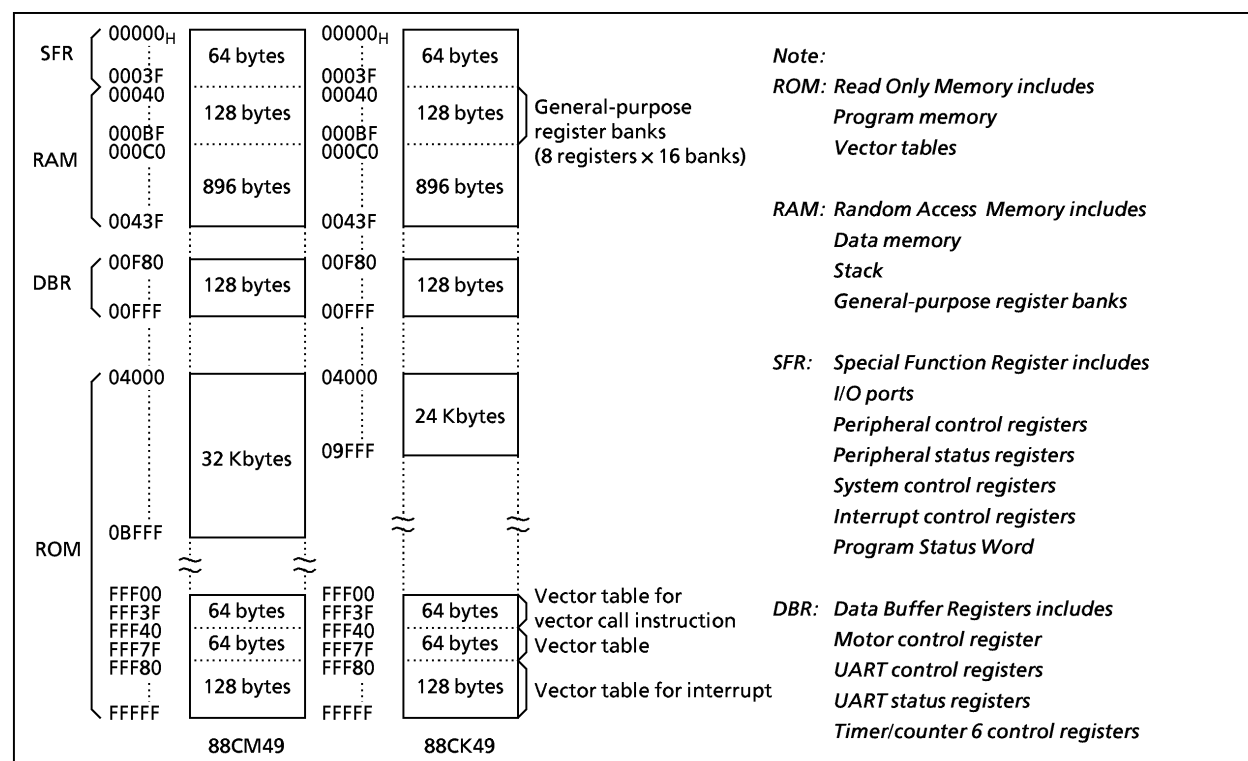 SFR
RAM
DBR
ROM
00000H
0003F
00040
000BF
000C0
0043F
00F80
00FFF
04000
0BFFF
FFF00
FFF3F
FFF40
FFF7F
FFF80
FFFFF
64 bytes
128 bytes
896 bytes
128 bytes
32 Kbytes
64 bytes
64 bytes
128 bytes
88CM49
00000H
0003F
00040
000BF
000C0
0043F
00F80
00FFF
04000
09FFF
FFF00
FFF3F
FFF40
FFF7F
FFF80
FFFFF
64 bytes
128 bytes
896 bytes
128 bytes
24 Kbytes
64 bytes
64 bytes
128 bytes
88CK49
General-purpose
register banks
(8 registers × 16 banks)
Vector table for
vector call instruction
Vector table
Vector table for interrupt
Note:
ROM: Read Only Memory includes
Program memory
Vector tables
RAM: Random Access Memory includes
Data memory
Stack
General-purpose register banks
SFR: Special Function Register includes
I/O ports
Peripheral control registers
Peripheral status registers
System control registers
Interrupt control registers
Program Status Word
DBR: Data Buffer Registers includes
Motor control register
UART control registers
UART status registers
Timer/counter 6 control registers